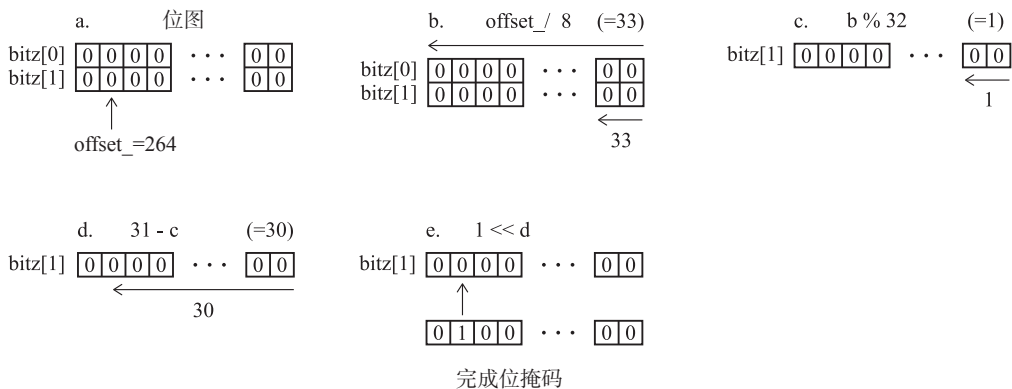 a. 位图
bitz[0] 0 0 0 0 ··· 0 0
bitz[1] 0 0 0 0 ··· 0 0
offset_=264
b. offset_/ 8 (=33)
bitz[0] 0 0 0 0 ··· 0 0
bitz[1] 0 0 0 0 ··· 0 0
33
c. b % 32 (=1)
bitz[1] 0 0 0 0 ··· 0 0
1
d. 31 - c (=30)
bitz[1] 0 0 0 0 ··· 0 0
30
e. 1 << d
bitz[1] 0 0 0 0 ··· 0 0
0 1 0 0 ··· 0 0
完成位掩码